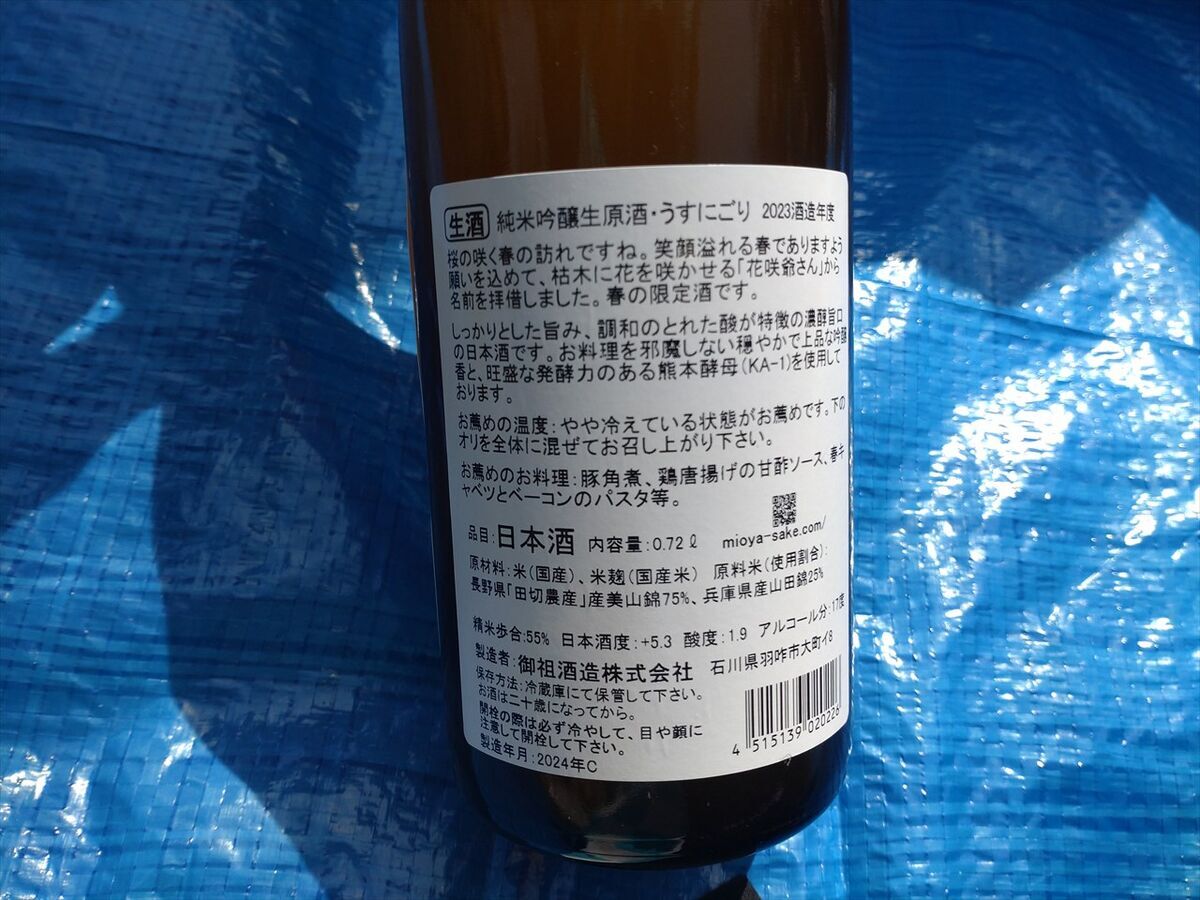 生酒 純米吟醸生原酒・うすにごり 2023酒造年度
桜の咲く春の訪れですね。笑顔溢れる春でありますよう
願いを込めて、枯木に花を咲かせる「花咲爺さん」から
名前を拝借しました。春の限定酒です。
しっかりとした旨み、調和のとれた酸が特徴の濃醇旨口
の日本酒です。お料理を邪魔しない穏やかで上品な吟醸
香と、旺盛な発酵力のある熊本酵母(KA-1)を使用して
おります。
お薦めの温度:やや冷えている状態がお薦めです。下の
オリを全体に混ぜてお召し上がり下さい。
お薦めのお料理:豚角煮、鶏唐揚げの甘酢ソース、春キ
ャベツとベーコンのパスタ等。
品目:日本酒 内容量:0.72ℓ mioya-sake.com/
原材料:米(国産)、米麹(国産米) 原料米(使用割合):
長野県「田切農産」産美山錦75%、兵庫県産山田錦25%
精米歩合:55% 日本酒度:+5.3 酸度:1.9 アルコール分:17度
製造者:御祖酒造株式会社 石川県羽咋市大町イ8
保存方法:冷蔵庫にて保管して下さい。
お酒は二十歳になってから。
開栓の際は必ず冷やして、目や顔に
注意して開栓して下さい。
製造年月:2024年C
4 515139 020226